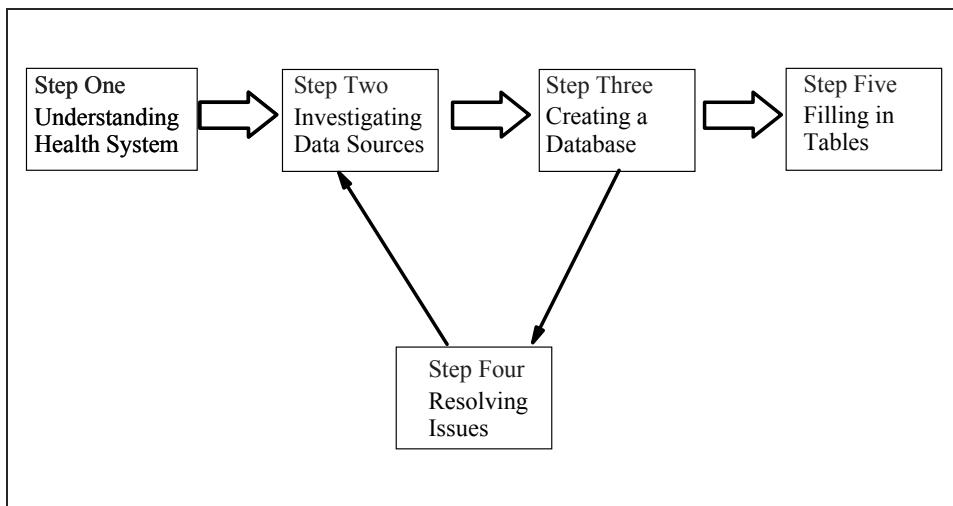 Step One
Understanding
Health System
Step Two
Investigating
Data Sources
Step Three
Creating a
Database
Step Five
Filling in
Tables
Step Four
Resolving
Issues